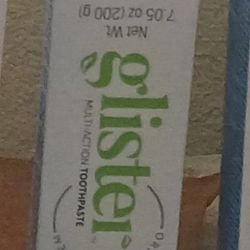 glister
MULTI-ACTION TOOTHPASTE
Net Wt.
7.05 oz (200 g)